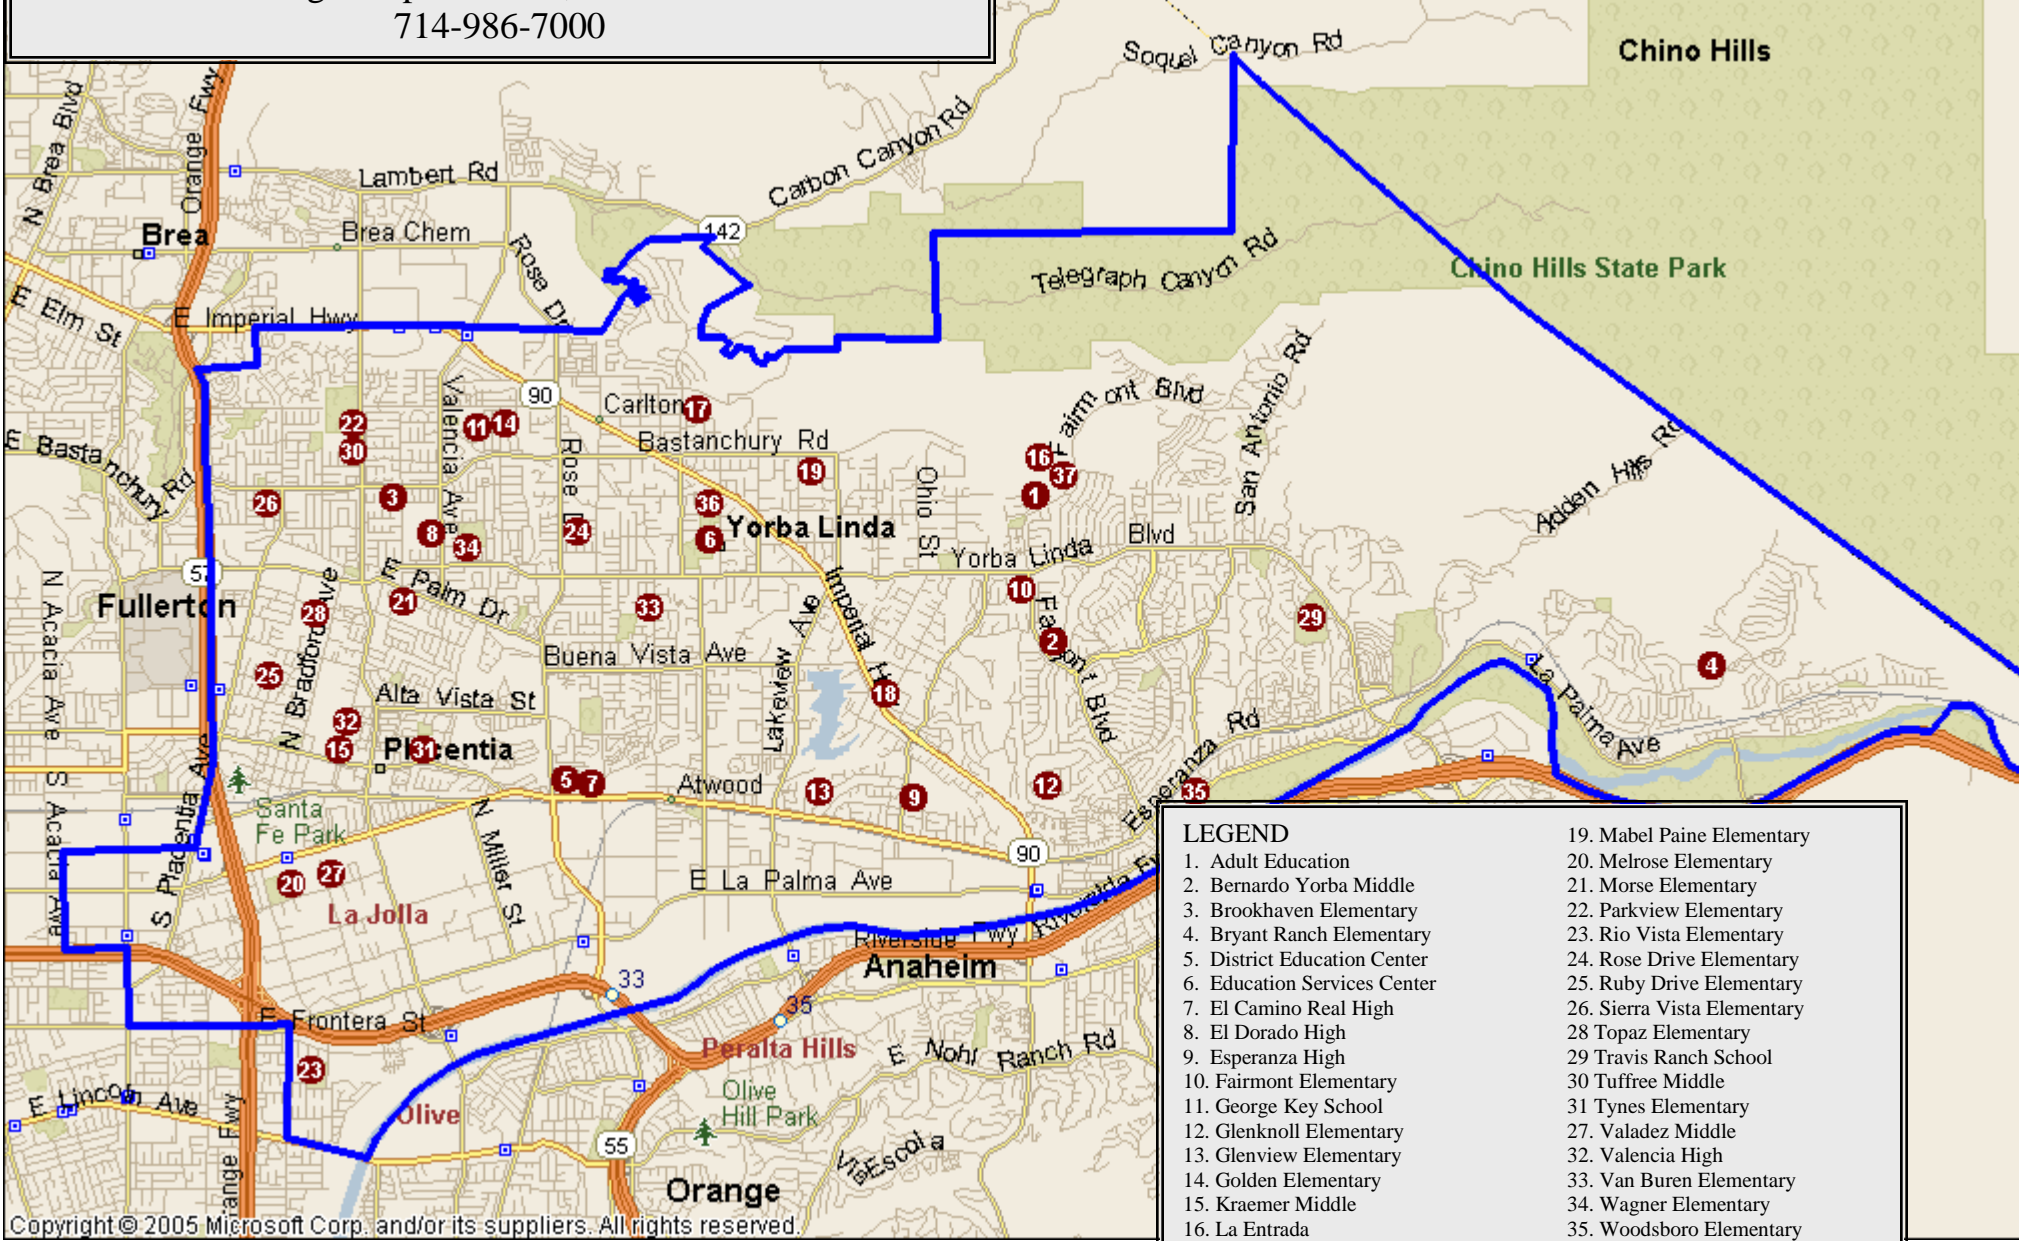 714-986-7000
Soquel Canyon Rd
Chino Hills
N Brea Blvd
Orange Fwy
Carbon Canyon Rd
Lambert Rd
142
Brea
Brea Chem
Rose Dr
Telegraph Canyon Rd
Chino Hills State Park
E Elm St
E Imperial Hwy
90
Carlton
17
Fairmont Blvd
San Antonio Rd
22
11
14
Valencia Ave
Bastanchury Rd
E Bastanchury Rd
30
Rose
19
16
37
Ohio St
Adden Hills Rd
26
3
36
1
8
34
24
6
Yorba Linda
Yorba Linda Blvd
57
E Palm Dr
Imperial
10
Fullerton
N Acacia Ave
28
21
33
29
N Bradford Ave
Lakeview Ave
2
Buena Vista Ave
25
Alta Vista St
18
4
32
15
Placentia
31
La Palma Ave
Esperanza Rd
5
7
Atwood
13
9
12
35
Santa
Fe Park
S Placentia Ave
S Acacia Ave
N Miller St
90
20
27
E La Palma Ave
La Jolla
Riverside Fwy
Anaheim
33
35
E Frontera St
Peralta Hills
E Nohl Ranch Rd
23
E Lincoln Ave
Olive
Olive
Hill Park
55
Orange
Copyright © 2005 Microsoft Corp. and/or its suppliers. All rights reserved.
LEGEND
1. Adult Education
2. Bernardo Yorba Middle
3. Brookhaven Elementary
4. Bryant Ranch Elementary
5. District Education Center
6. Education Services Center
7. El Camino Real High
8. El Dorado High
9. Esperanza High
10. Fairmont Elementary
11. George Key School
12. Glenknoll Elementary
13. Glenview Elementary
14. Golden Elementary
15. Kraemer Middle
16. La Entrada
19. Mabel Paine Elementary
20. Melrose Elementary
21. Morse Elementary
22. Parkview Elementary
23. Rio Vista Elementary
24. Rose Drive Elementary
25. Ruby Drive Elementary
26. Sierra Vista Elementary
28 Topaz Elementary
29 Travis Ranch School
30 Tuffree Middle
31 Tynes Elementary
27. Valadez Middle
32. Valencia High
33. Van Buren Elementary
34. Wagner Elementary
35. Woodsboro Elementary